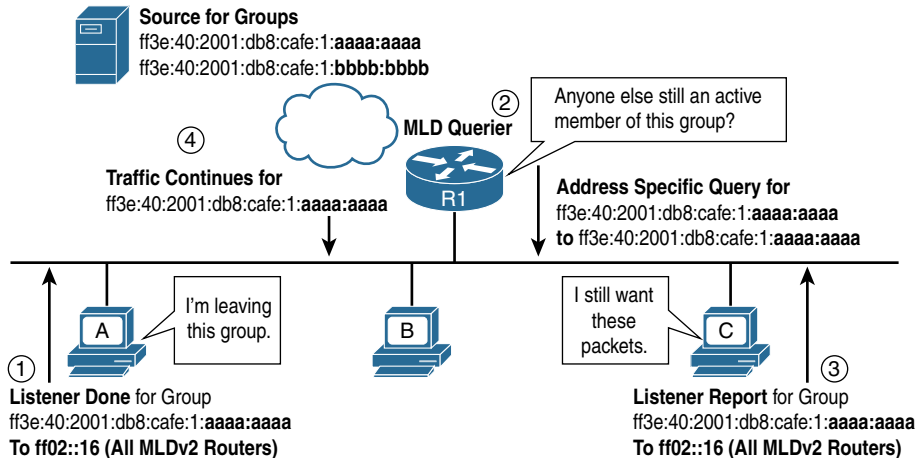 Source for Groups
ff3e:40:2001:db8:cafe:1:aaaa:aaaa
ff3e:40:2001:db8:cafe:1:bbbb:bbbb
MLD Querier
2
Anyone else still an active
member of this group?
R1
4
Traffic Continues for
ff3e:40:2001:db8:cafe:1:aaaa:aaaa
Address Specific Query for
ff3e:40:2001:db8:cafe:1:aaaa:aaaa
to ff3e:40:2001:db8:cafe:1:aaaa:aaaa
A
I'm leaving
this group.
B
I still want
these
packets.
C
1
Listener Done for Group
ff3e:40:2001:db8:cafe:1:aaaa:aaaa
To ff02::16 (All MLDv2 Routers)
3
Listener Report for Group
ff3e:40:2001:db8:cafe:1:aaaa:aaaa
To ff02::16 (All MLDv2 Routers)